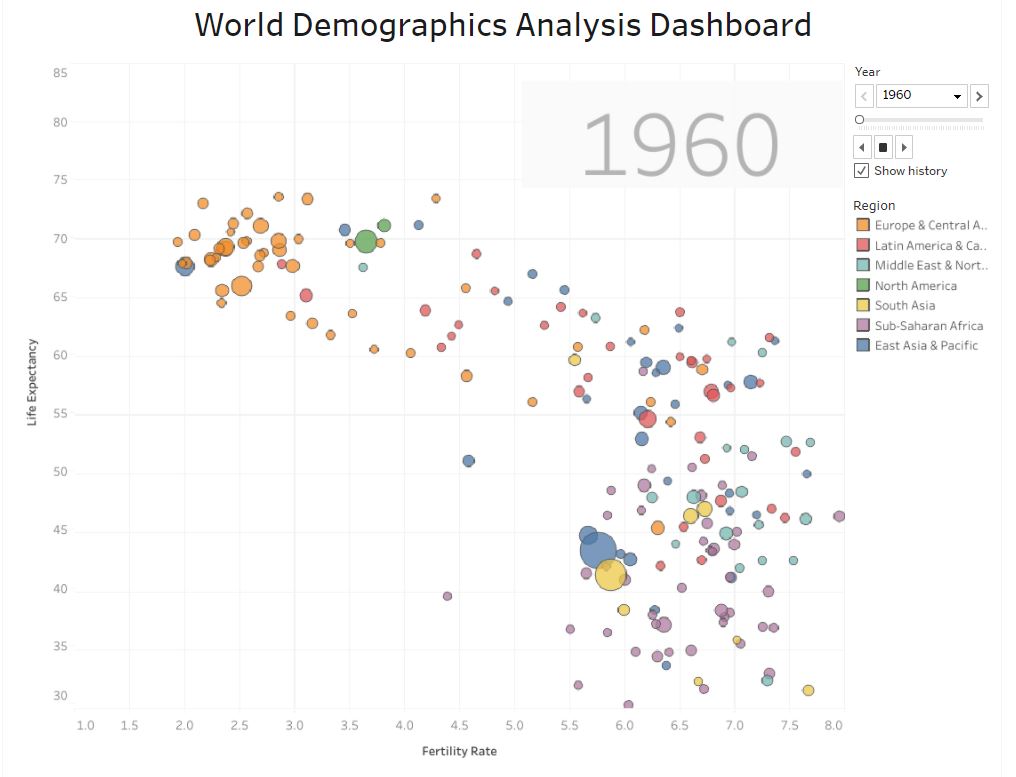 World Demographics Analysis Dashboard
1960
Year
1960
Show history
Region
Europe & Central A..
Latin America & Ca..
Middle East & Nort..
North America
South Asia
Sub-Saharan Africa
East Asia & Pacific
Life Expectancy
85
80
75
70
65
60
55
50
45
40
35
30
1.0 1.5 2.0 2.5 3.0 3.5 4.0 4.5 5.0 5.5 6.0 6.5 7.0 7.5 8.0
Fertility Rate